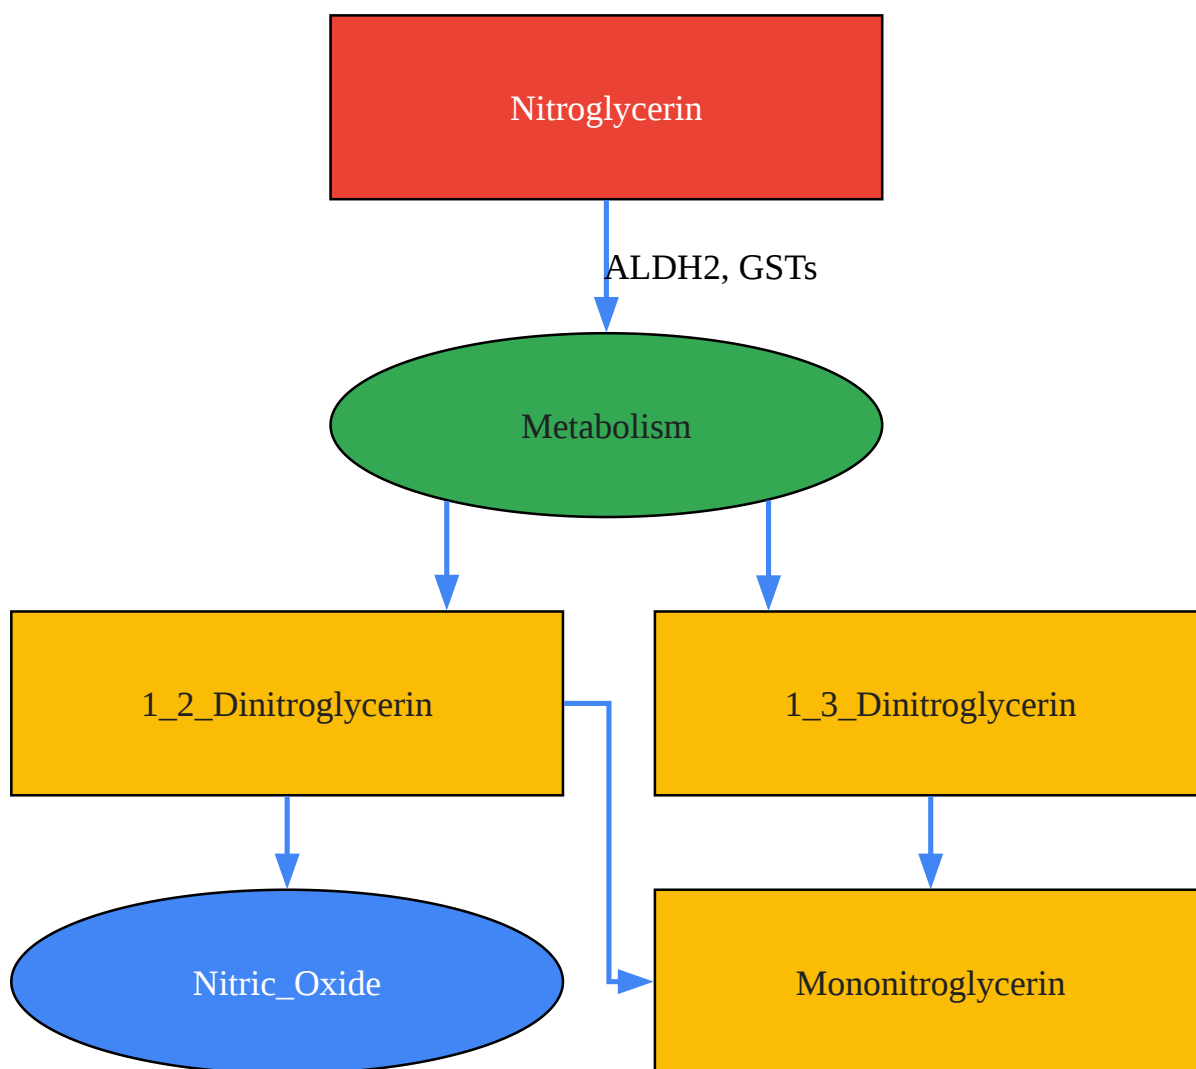 Nitroglycerin
ALDH2, GSTs
Metabolism
1_2_Dinitroglycerin
1_3_Dinitroglycerin
Nitric_Oxide
Mononitroglycerin